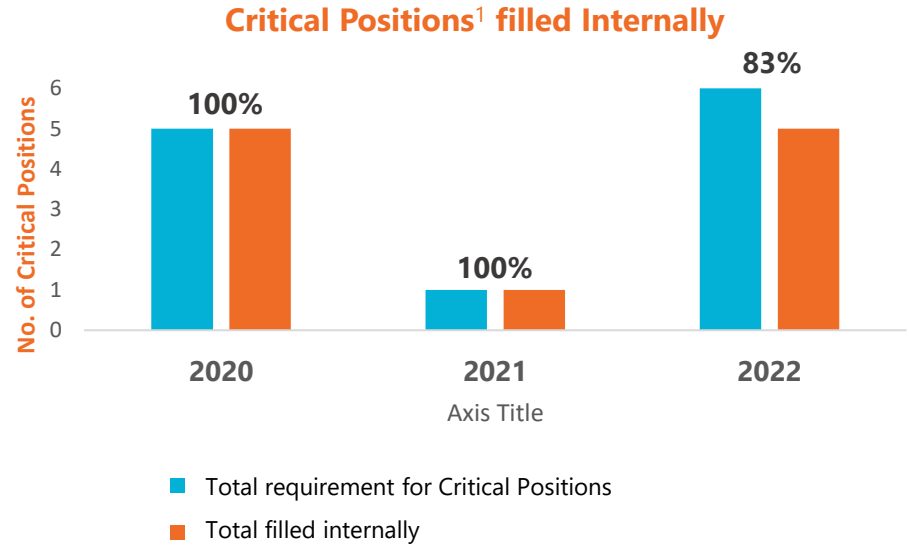 Critical Positions¹ filled Internally
No. of Critical Positions
6
5
4
3
2
1
0
100%
100%
83%
2020
2021
2022
Axis Title
Total requirement for Critical Positions
Total filled internally